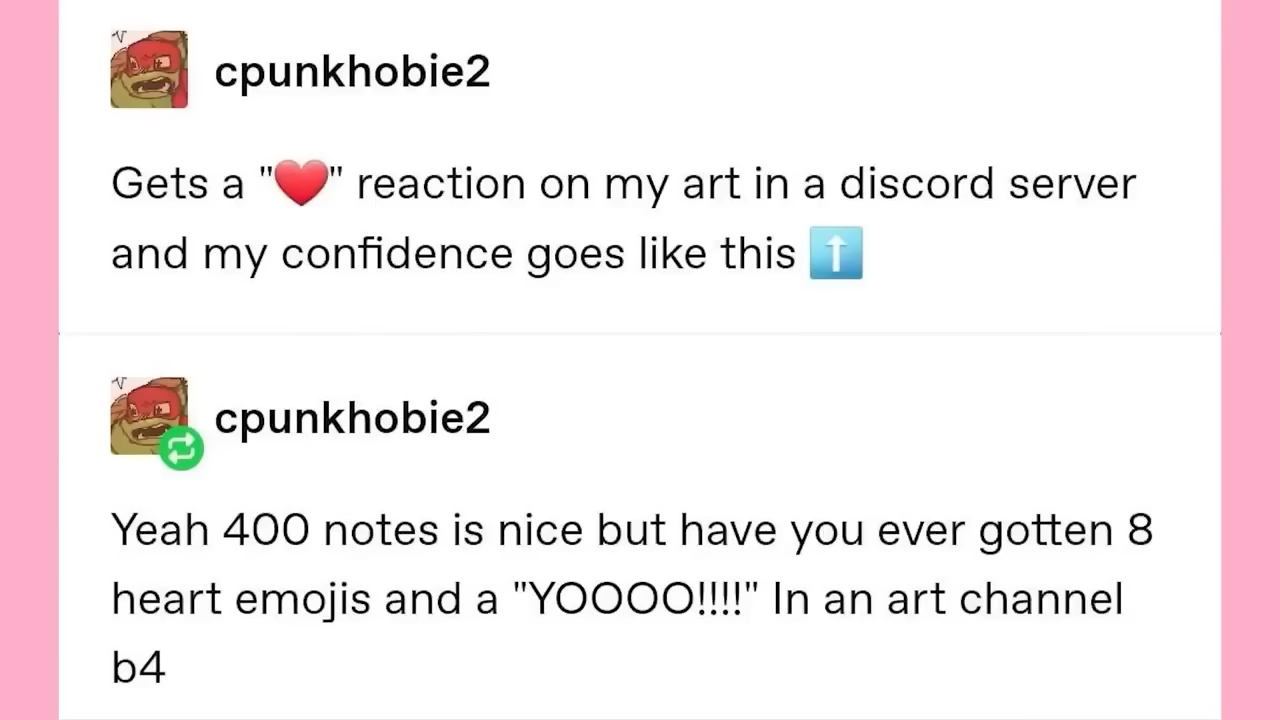 cpunkhobie2
Gets a "❤️" reaction on my art in a discord server
and my confidence goes like this ⬆️
cpunkhobie2
Yeah 400 notes is nice but have you ever gotten 8
heart emojis and a "YOOOO!!!!" In an art channel
b4